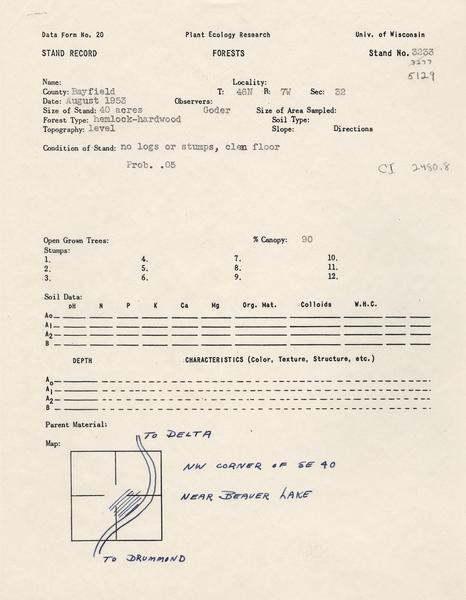 Data Form No. 20 Plant Ecology Research Univ. of Wisconsin
STAND RECORD FORESTS Stand No. 3233
3277
5129
Name: Locality:
County: Bayfield T: 46N R: 7W Sec: 32
Date: August 1953 Observers:
Size of Stand: 40 acres Goder Size of Area Sampled:
Forest Type: hemlock-hardwood Soil Type:
Topography: level Slope: Directions
Condition of Stand: no logs or stumps, clen floor
Prob. .05 CI 2480.8
Open Grown Trees: % Canopy: 90
Stumps:
1. 4. 7. 10.
2. 5. 8. 11.
3. 6. 9. 12.
Soil Data:
pH N P K Ca Mg Org. Mat. Colloids W.H.C.
A0
A1
A2
B
DEPTH CHARACTERISTICS (Color, Texture, Structure, etc.)
A0
A1
A2
B
Parent Material:
Map:
TO DELTA
NW CORNER OF SE 40
NEAR BEAVER LAKE
TO DRUMMOND